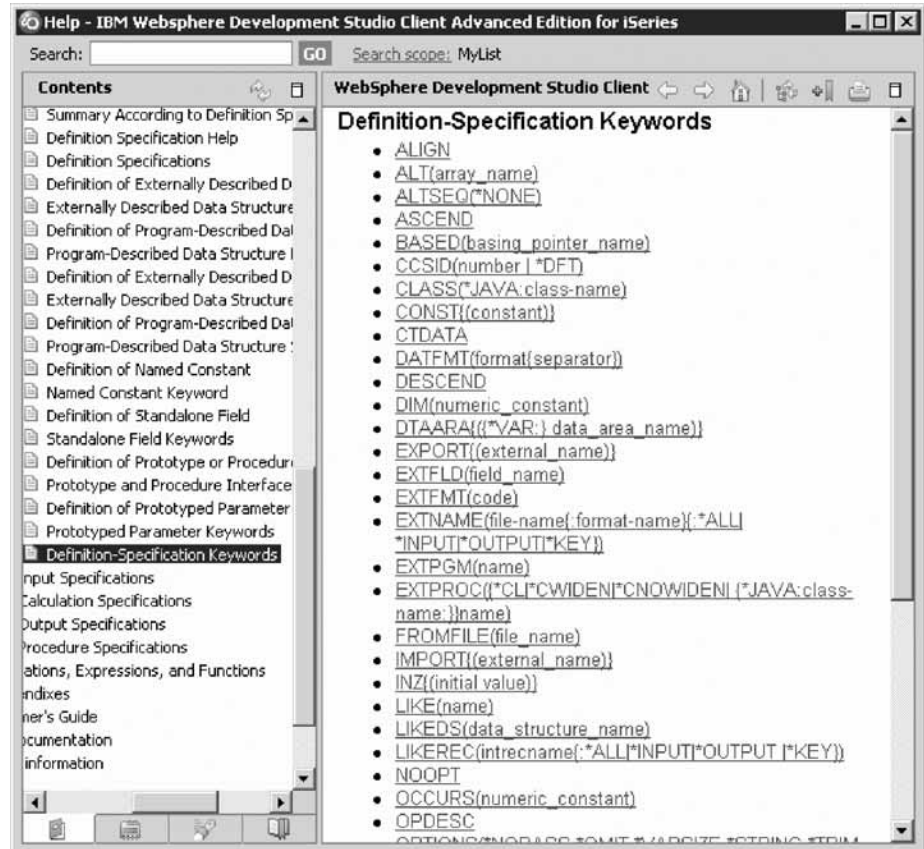 Help - IBM Websphere Development Studio Client Advanced Edition for iSeries
Search: GO Search scope: MyList
Contents
Summary According to Definition Sp
Definition Specification Help
Definition Specifications
Definition of Externally Described D
Externally Described Data Structure
Definition of Program-Described Dat
Program-Described Data Structure
Definition of Externally Described D
Externally Described Data Structure
Definition of Program-Described Dat
Program-Described Data Structure
Definition of Named Constant
Named Constant Keyword
Definition of Standalone Field
Standalone Field Keywords
Definition of Prototype or Procedur
Prototype and Procedure Interface
Definition of Prototyped Parameter
Prototyped Parameter Keywords
Definition-Specification Keywords
nput Specifications
Calculation Specifications
Output Specifications
Procedure Specifications
ations, Expressions, and Functions
ndixes
mer's Guide
ocumentation
information
WebSphere Development Studio Client
Definition-Specification Keywords
ALIGN
ALT(array_name)
ALTSEQ(*NONE)
ASCEND
BASED(basing_pointer_name)
CCSID(number | *DFT)
CLASS(*JAVA:class-name)
CONST{(constant)}
CTDATA
DATFMT(format{separator})
DESCEND
DIM(numeric_constant)
DTAARA{({*VAR:} data_area_name)}
EXPORT{(external_name)}
EXTFLD(field_name)
EXTFMT(code)
EXTNAME(file-name{:format-name}{:*ALL|
*INPUT|*OUTPUT|*KEY})
EXTPGM(name)
EXTPROC({*CL|*CWIDEN|*CNOWIDEN| {*JAVA:class-
name:}}name)
FROMFILE(file_name)
IMPORT{(external_name)}
INZ{(initial value)}
LIKE(name)
LIKEDS(data_structure_name)
LIKEREC(intrecname{:*ALL|*INPUT|*OUTPUT |*KEY})
NOOPT
OCCURS(numeric_constant)
OPDESC
OPTIONS(*NOPASS *OMIT *VARSIZE *STRING *TRIM